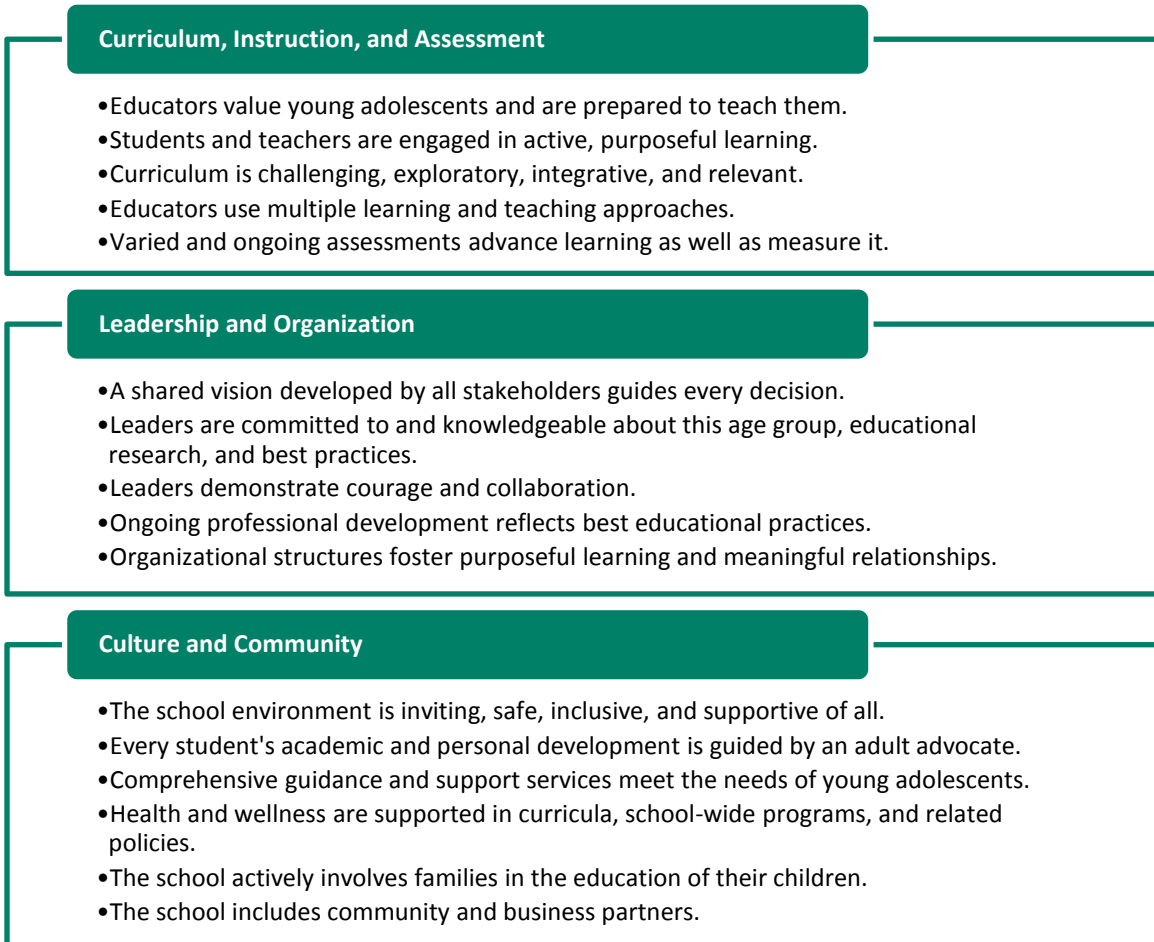 Curriculum, Instruction, and Assessment
•Educators value young adolescents and are prepared to teach them.
•Students and teachers are engaged in active, purposeful learning.
•Curriculum is challenging, exploratory, integrative, and relevant.
•Educators use multiple learning and teaching approaches.
•Varied and ongoing assessments advance learning as well as measure it.
Leadership and Organization
•A shared vision developed by all stakeholders guides every decision.
•Leaders are committed to and knowledgeable about this age group, educational
research, and best practices.
•Leaders demonstrate courage and collaboration.
•Ongoing professional development reflects best educational practices.
•Organizational structures foster purposeful learning and meaningful relationships.
Culture and Community
•The school environment is inviting, safe, inclusive, and supportive of all.
•Every student's academic and personal development is guided by an adult advocate.
•Comprehensive guidance and support services meet the needs of young adolescents.
•Health and wellness are supported in curricula, school-wide programs, and related
policies.
•The school actively involves families in the education of their children.
•The school includes community and business partners.